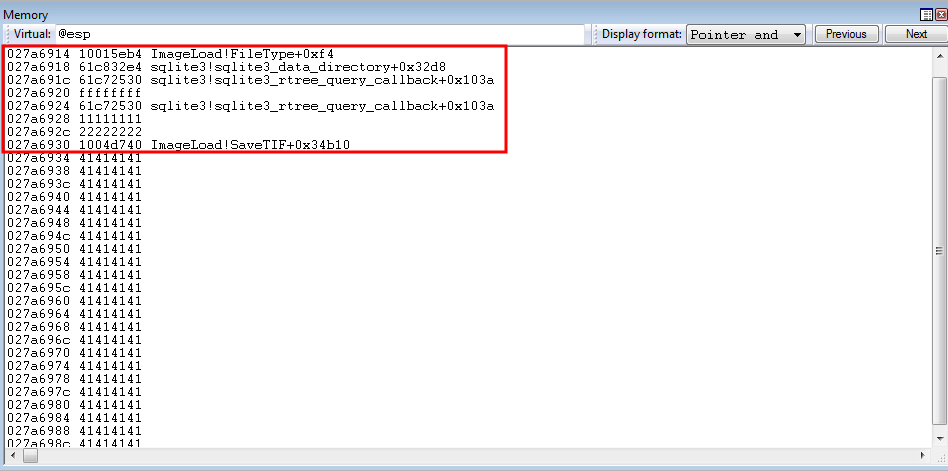 Memory
Virtual: @esp Display format: Pointer and Previous Next
027a6914 10015eb4 ImageLoad!FileType+0xf4
027a6918 61c832e4 sqlite3!sqlite3_data_directory+0x32d8
027a691c 61c72530 sqlite3!sqlite3_rtree_query_callback+0x103a
027a6920 ffffffff
027a6924 61c72530 sqlite3!sqlite3_rtree_query_callback+0x103a
027a6928 11111111
027a692c 22222222
027a6930 1004d740 ImageLoad!SaveTIF+0x34b10
027a6934 41414141
027a6938 41414141
027a693c 41414141
027a6940 41414141
027a6944 41414141
027a6948 41414141
027a694c 41414141
027a6950 41414141
027a6954 41414141
027a6958 41414141
027a695c 41414141
027a6960 41414141
027a6964 41414141
027a6968 41414141
027a696c 41414141
027a6970 41414141
027a6974 41414141
027a6978 41414141
027a697c 41414141
027a6980 41414141
027a6984 41414141
027a6988 41414141
027a698c 41414141